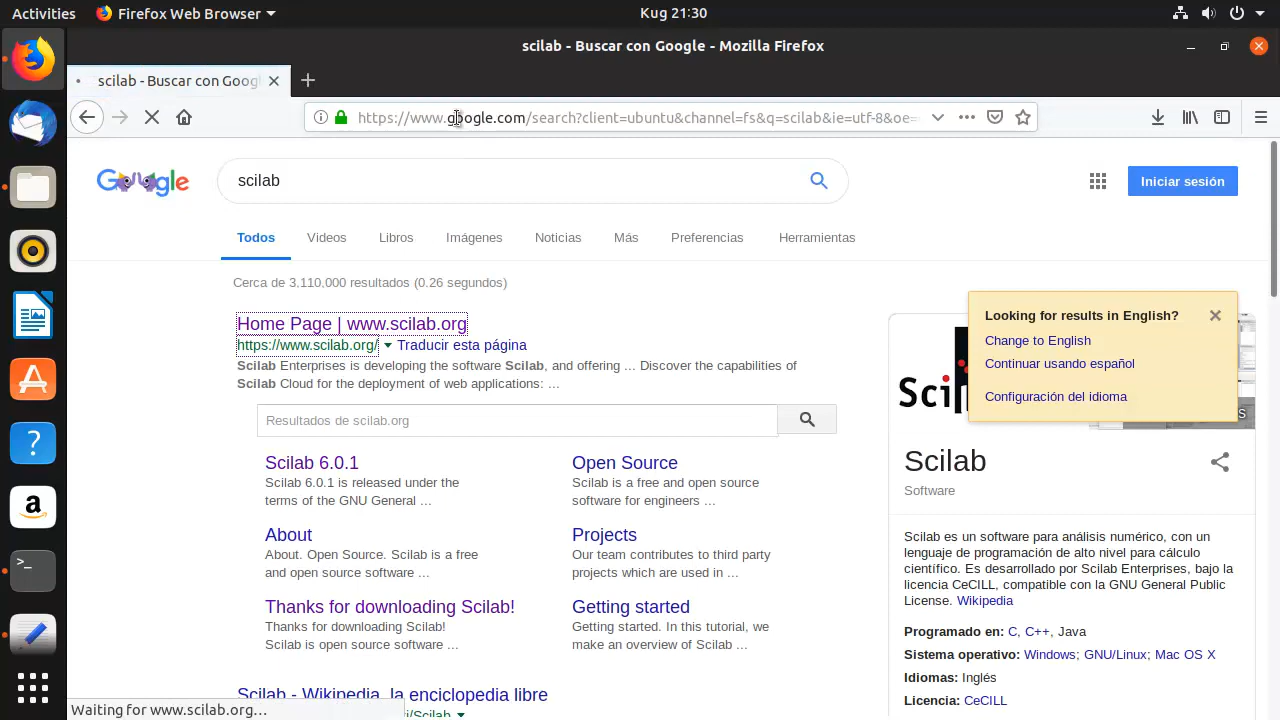 Activities
Firefox Web Browser
Kug 21:30
scilab - Buscar con Google - Mozilla Firefox
scilab - Buscar con Goog
https://www.google.com/search?client=ubuntu&channel=fs&q=scilab&ie=utf-8&oe=
Google
scilab
Iniciar sesión
Todos
Videos
Libros
Imágenes
Noticias
Más
Preferencias
Herramientas
Cerca de 3,110,000 resultados (0.26 segundos)
Home Page | www.scilab.org
https://www.scilab.org/
Traducir esta página
Scilab Enterprises is developing the software Scilab, and offering ... Discover the capabilities of
Scilab Cloud for the deployment of web applications: ...
Resultados de scilab.org
Scilab 6.0.1
Scilab 6.0.1 is released under the
terms of the GNU General ...
Open Source
Scilab is a free and open source
software for engineers ...
About
About. Open Source. Scilab is a free
and open source software ...
Projects
Our team contributes to third party
projects which are used in ...
Thanks for downloading Scilab!
Thanks for downloading Scilab!
Scilab is open source software ...
Getting started
Getting started. In this tutorial, we
make an overview of Scilab ...
Scilab - Wikipedia, la enciclopedia libre
Waiting for www.scilab.org...
Looking for results in English?
Change to English
Continuar usando español
Configuración del idioma
Scilab
Software
Scilab es un software para análisis numérico, con un
lenguaje de programación de alto nivel para cálculo
científico. Es desarrollado por Scilab Enterprises, bajo la
licencia CeCILL, compatible con la GNU General Public
License. Wikipedia
Programado en: C, C++, Java
Sistema operativo: Windows; GNU/Linux; Mac OS X
Idiomas: Inglés
Licencia: CeCILL